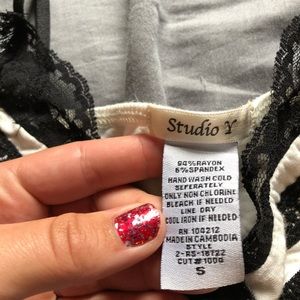 Studio Y
94%RAYON
6%SPANDEX
HAND WASH COLD
SEPERATELY
ONLY NON CHLORINE
BLEACH IF NEEDED
LINE DRY
COOL IRON IF NEEDED
RN 104212
MADE IN CAMBODIA
STYLE
2-RS-18722
CUT#1006
S